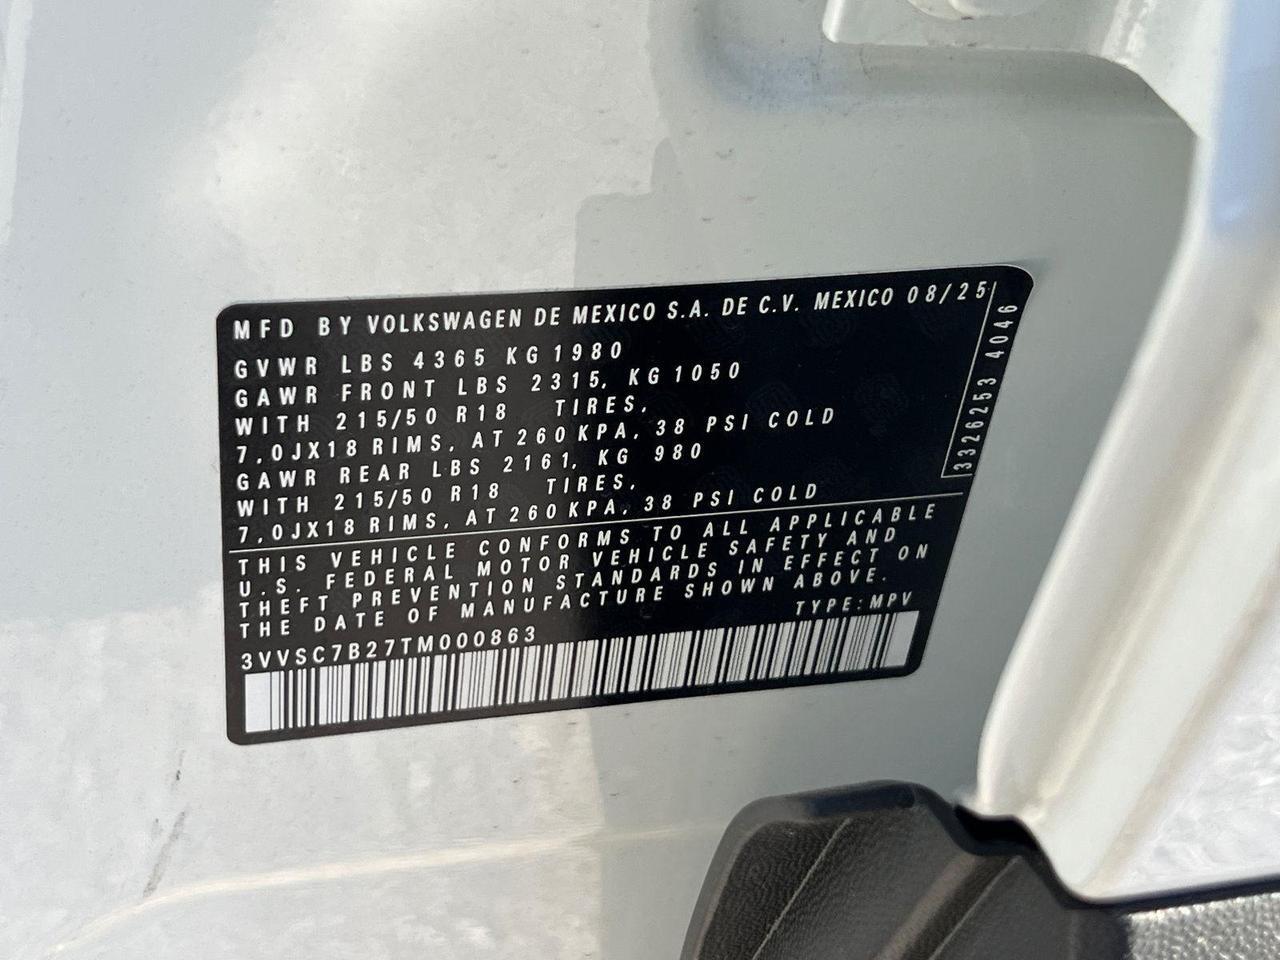 MFD BY VOLKSWAGEN DE MEXICO S.A. DE C.V. MEXICO 08/25
GVWR LBS 4365 KG 1980
GAWR FRONT LBS 2315, KG 1050
WITH 215/50 R18 TIRES,
7,0JX18 RIMS, AT 260 KPA, 38 PSI COLD
GAWR REAR LBS 2161, KG 980
WITH 215/50 R18 TIRES,
7,0JX18 RIMS, AT 260 KPA, 38 PSI COLD
3326253 4046
THIS VEHICLE CONFORMS TO ALL APPLICABLE
U.S. FEDERAL MOTOR VEHICLE SAFETY AND
THEFT PREVENTION STANDARDS IN EFFECT ON
THE DATE OF MANUFACTURE SHOWN ABOVE.
TYPE:MPV
3VVSC7B27TM000863